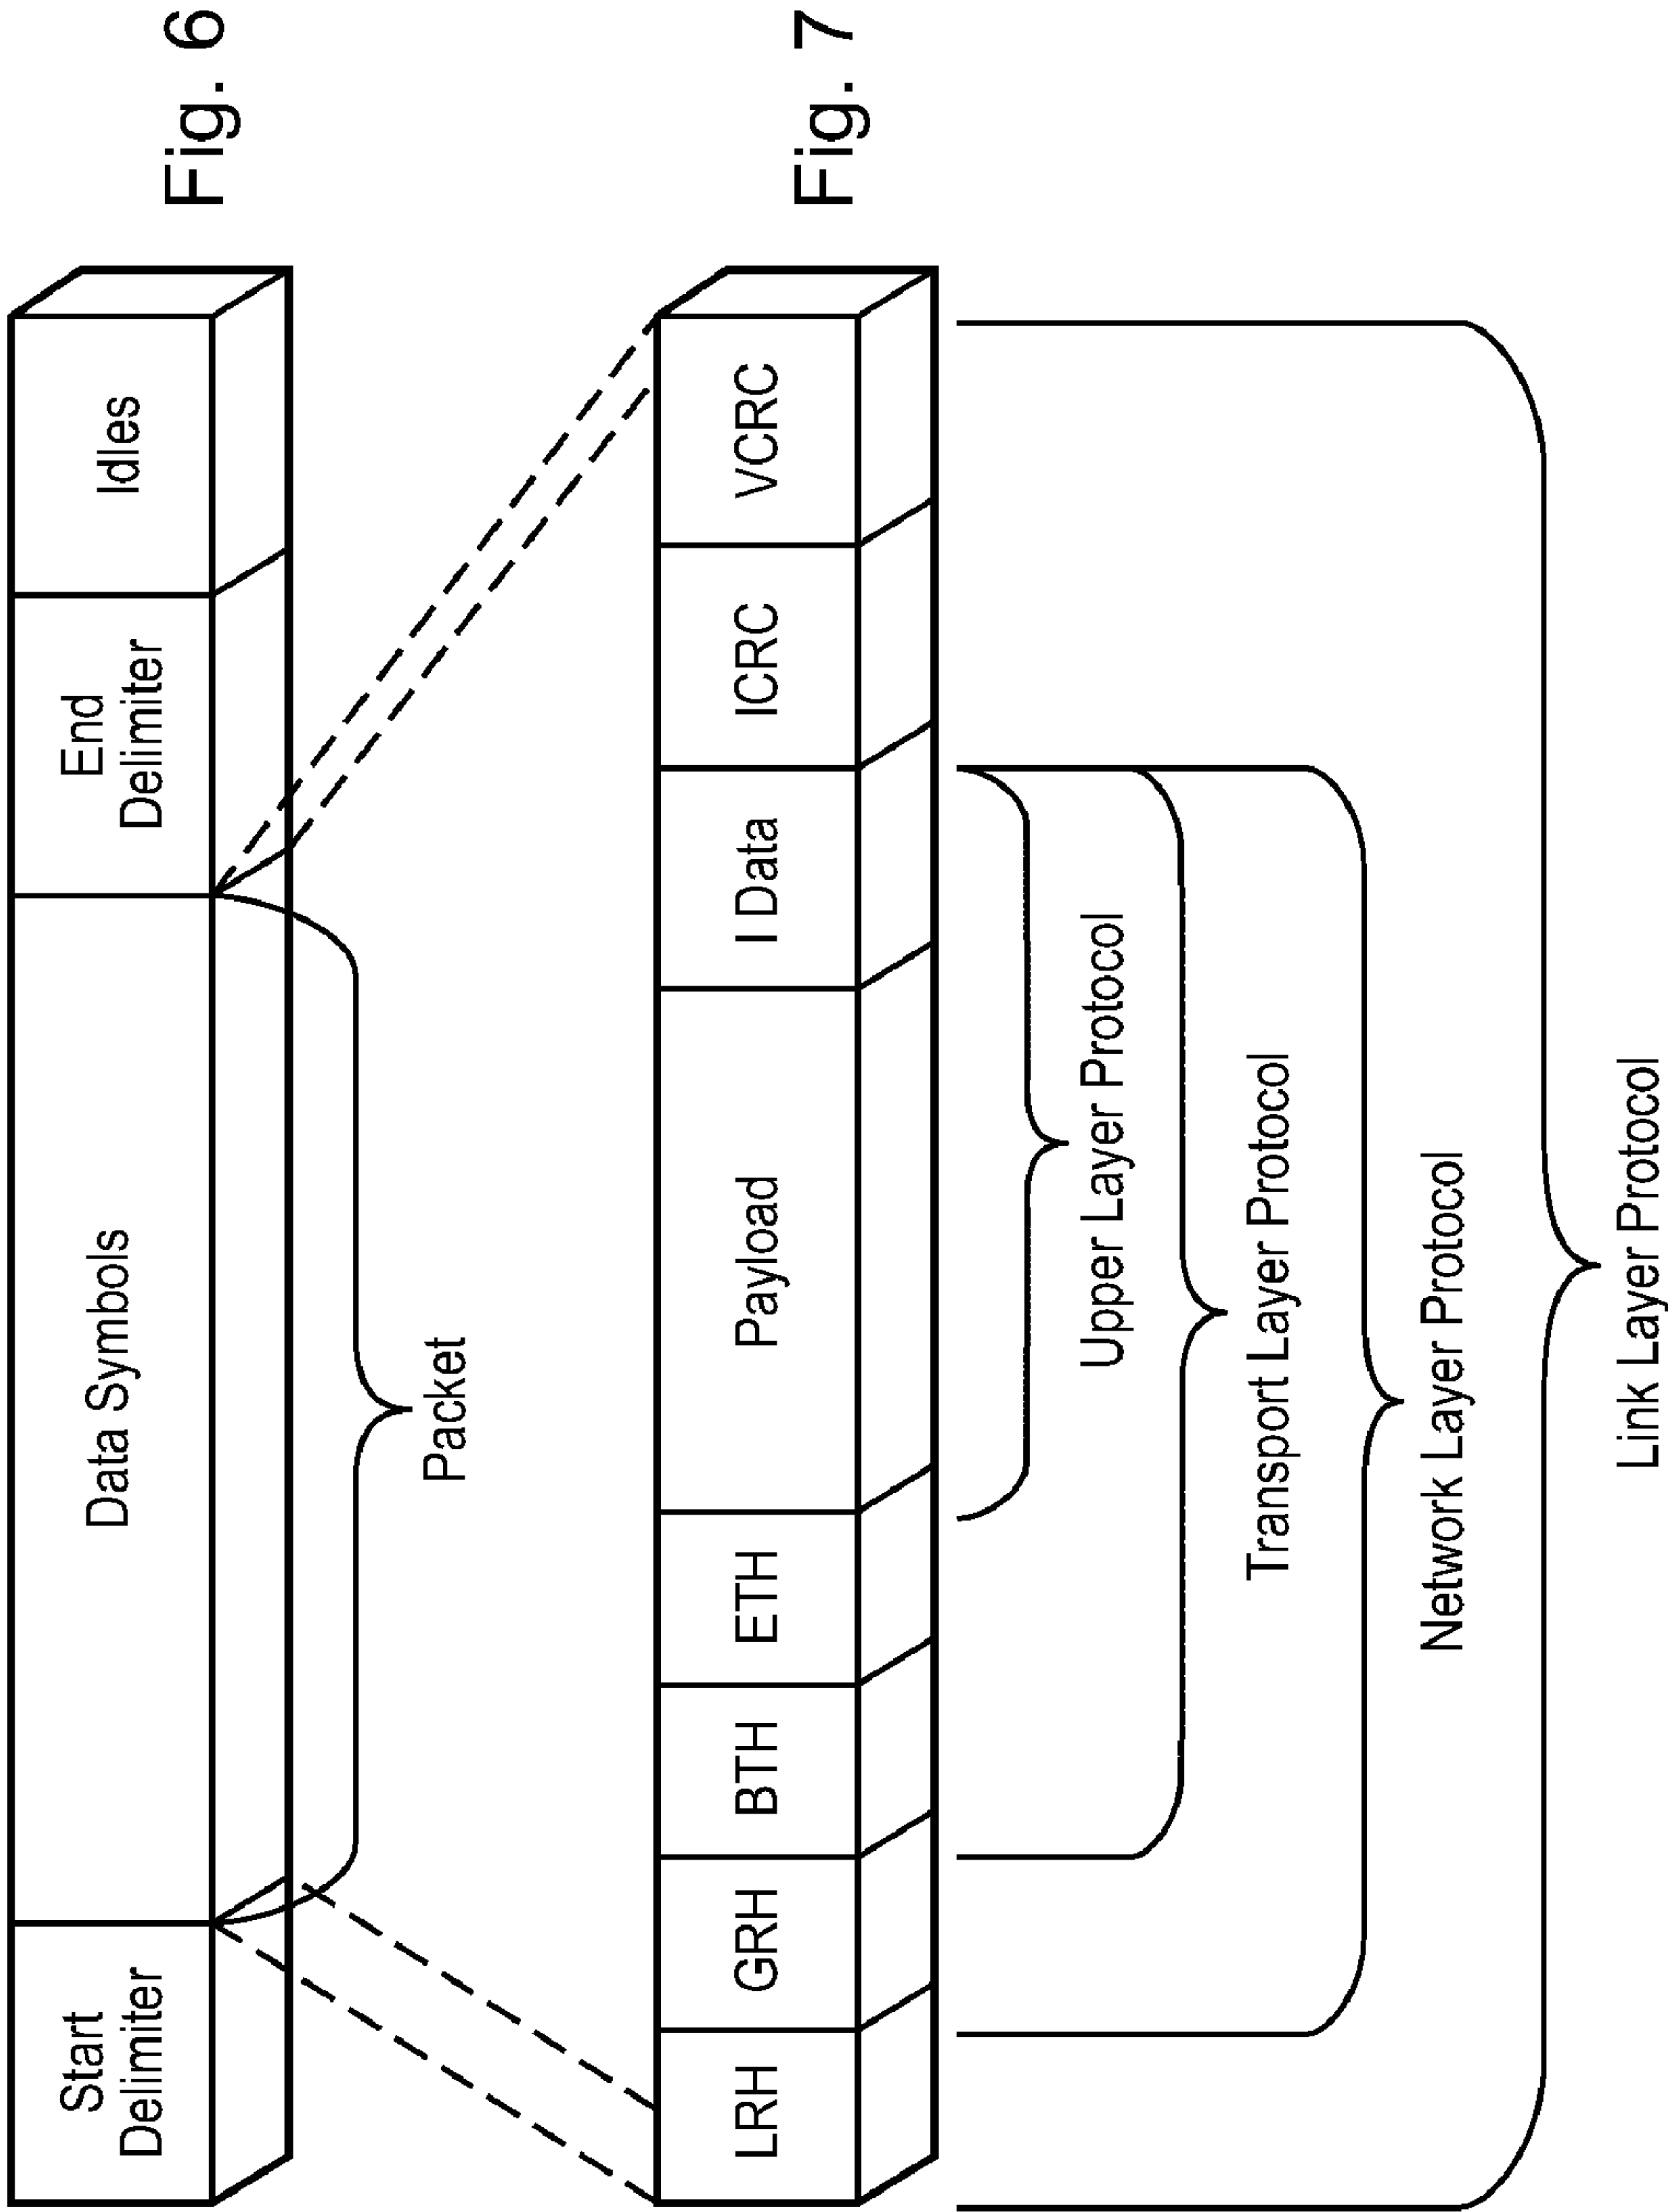 Start
Delimiter
Data Symbols
End
Delimiter
Idles
Packet
Fig. 6
LRH
GRH
BTH
ETH
Payload
I Data
ICRC
VCRC
Upper Layer Protocol
Transport Layer Protocol
Network Layer Protocol
Link Layer Protocol
Fig. 7